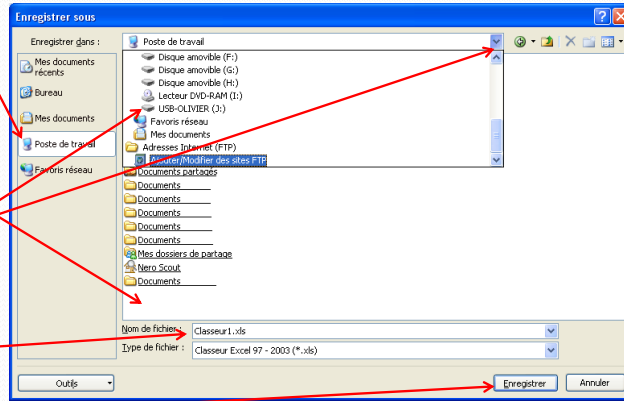 Enregistrer sous
Enregistrer dans :
Poste de travail
Mes documents
récents
Bureau
Mes documents
Poste de travail
Favoris réseau
Disque amovible (F:)
Disque amovible (G:)
Disque amovible (H:)
Lecteur DVD-RAM (I:)
USB-OLIVIER (J:)
Favoris réseau
Mes documents
Adresses Internet (FTP)
Ajouter/Modifier des sites FTP
Documents partagés
Documents
Documents
Documents
Documents
Documents
Mes dossiers de partage
Nero Scout
Documents
Nom de fichier :
Classeur1.xls
Type de fichier :
Classeur Excel 97 - 2003 (*.xls)
Outils
Enregistrer
Annuler